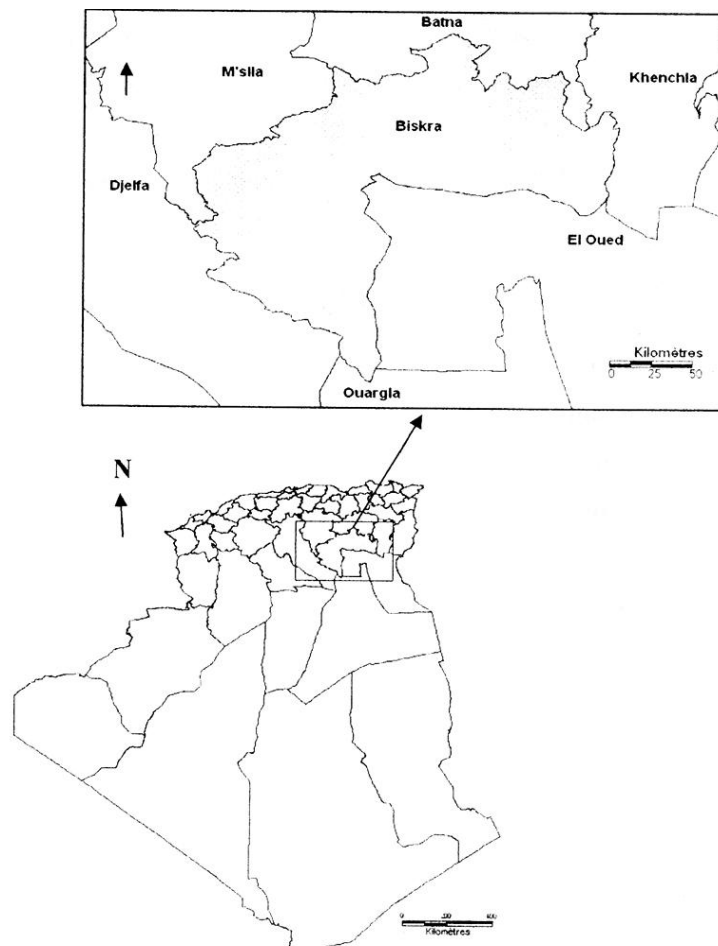 Batna
M'sila
Khenchla
Biskra
Djelfa
El Oued
Kilomètres
0 25 50
Ouargla
N
Kilomètres